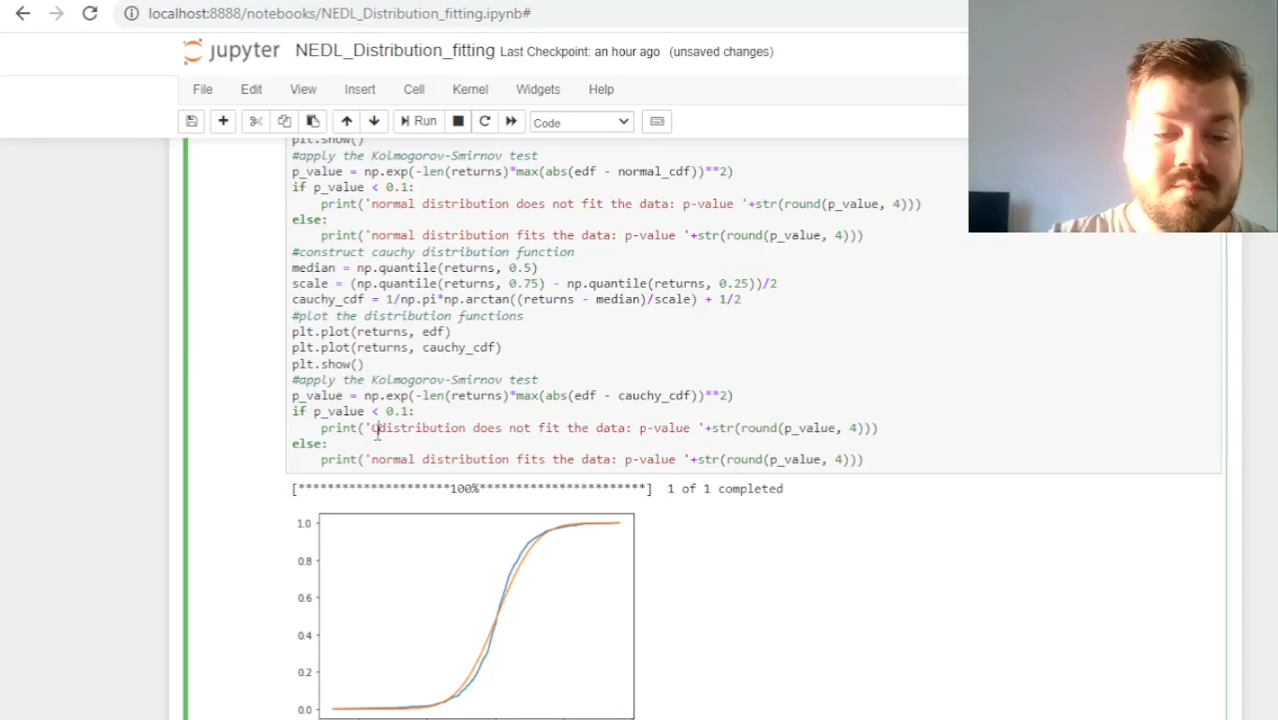 localhost:8888/notebooks/NEDL_Distribution_fitting.ipynb#
jupyter NEDL_Distribution_fitting Last Checkpoint: an hour ago (unsaved changes)
File Edit View Insert Cell Kernel Widgets Help
Run Code
plt.show()
#apply the Kolmogorov-Smirnov test
p_value = np.exp(-len(returns)*max(abs(edf - normal_cdf))**2)
if p_value < 0.1:
print('normal distribution does not fit the data: p-value '+str(round(p_value, 4)))
else:
print('normal distribution fits the data: p-value '+str(round(p_value, 4)))
#construct cauchy distribution function
median = np.quantile(returns, 0.5)
scale = (np.quantile(returns, 0.75) - np.quantile(returns, 0.25))/2
cauchy_cdf = 1/np.pi*np.arctan((returns - median)/scale) + 1/2
#plot the distribution functions
plt.plot(returns, edf)
plt.plot(returns, cauchy_cdf)
plt.show()
#apply the Kolmogorov-Smirnov test
p_value = np.exp(-len(returns)*max(abs(edf - cauchy_cdf))**2)
if p_value < 0.1:
print('Cdistribution does not fit the data: p-value '+str(round(p_value, 4)))
else:
print('normal distribution fits the data: p-value '+str(round(p_value, 4)))
[*********************100%***********************] 1 of 1 completed
1.0
0.8
0.6
0.4
0.2
0.0